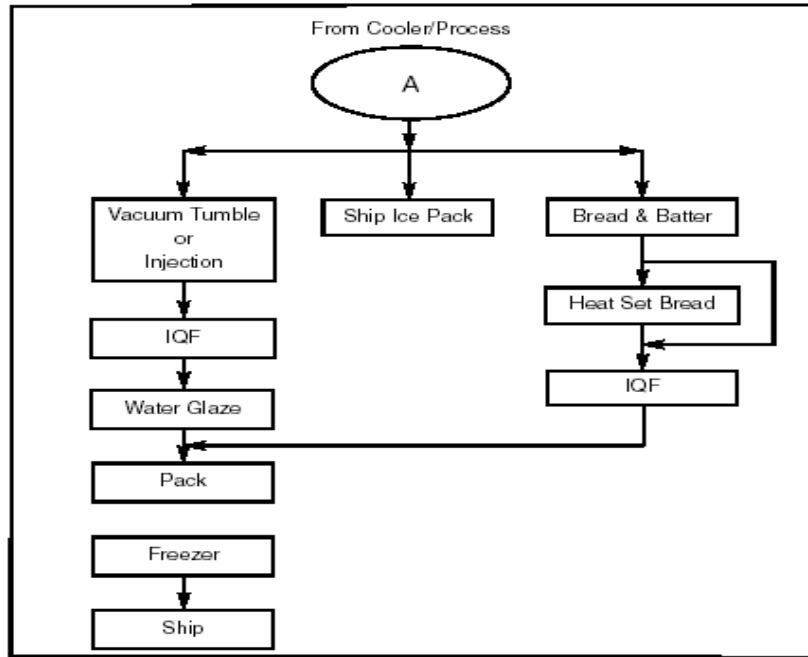 From Cooler/Process
A
Vacuum Tumble
or
Injection
Ship Ice Pack
Bread & Batter
Heat Set Bread
IQF
IQF
Water Glaze
Pack
Freezer
Ship